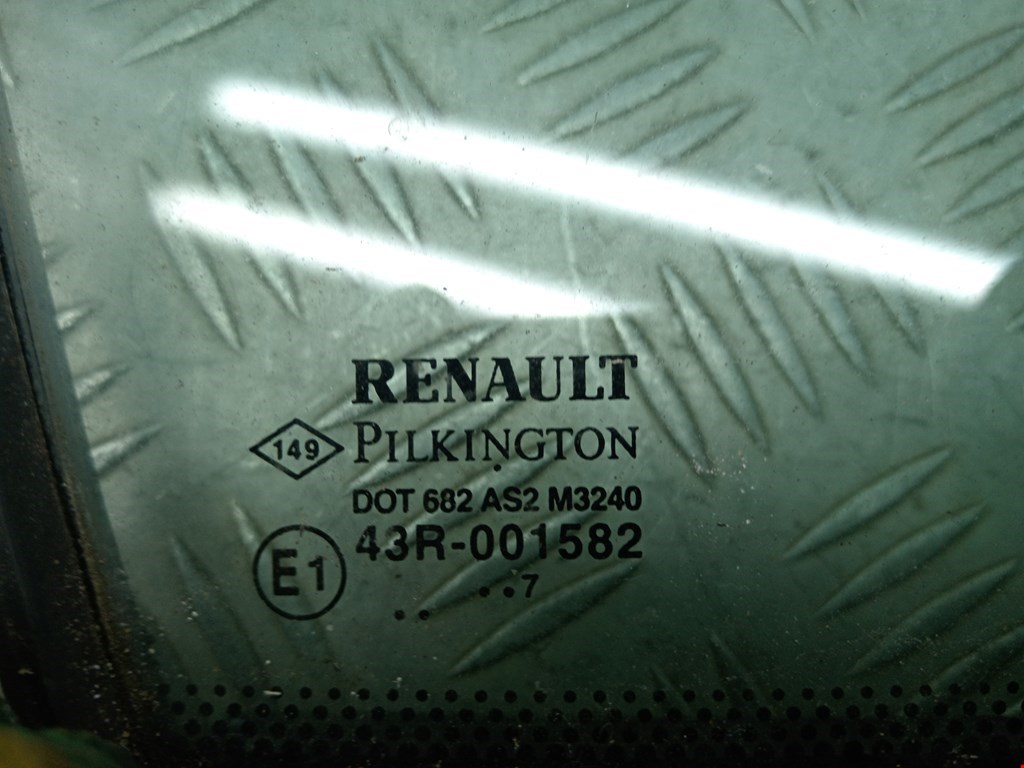 RENAULT
149 PILKINGTON
DOT 682 AS2 M3240
E1 43R-001582
. . 7
. .